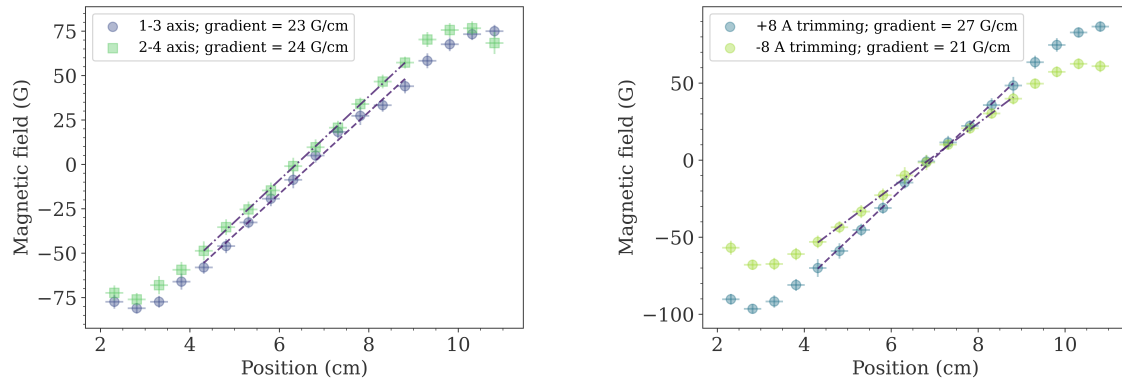 1-3 axis; gradient = 23 G/cm
2-4 axis; gradient = 24 G/cm
75
50
25
0
−25
−50
−75
Magnetic field (G)
2
4
6
8
10
Position (cm)
+8 A trimming; gradient = 27 G/cm
-8 A trimming; gradient = 21 G/cm
50
0
−50
−100
Magnetic field (G)
2
4
6
8
10
Position (cm)